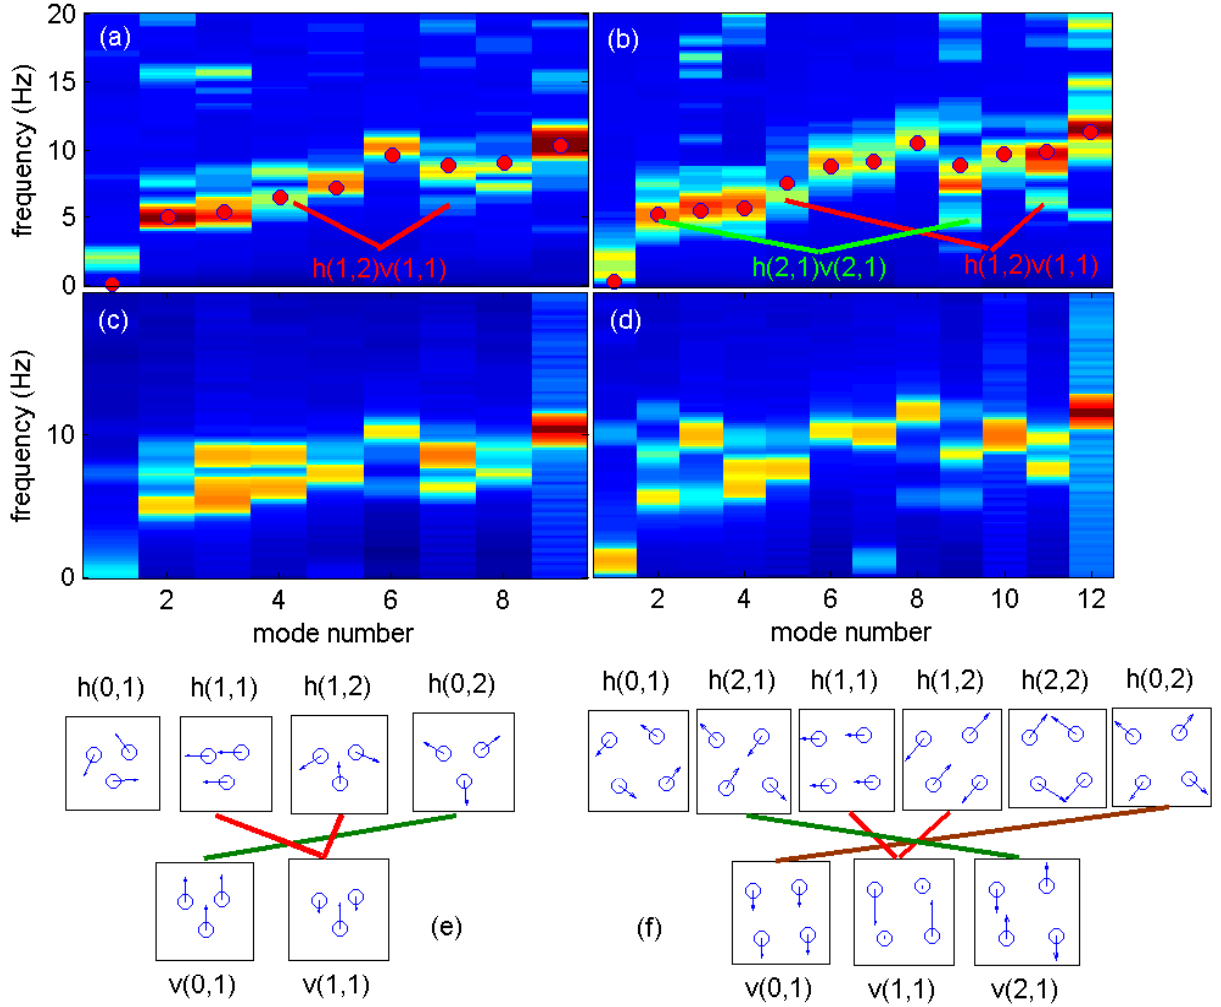 20
(a)
(b)
15
frequency (Hz)
10
5
h(1,2)v(1,1)
h(2,1)v(2,1)
h(1,2)v(1,1)
0
(c)
(d)
frequency (Hz)
10
0
2 4 6 8
2 4 6 8 10 12
mode number
mode number
h(0,1) h(1,1) h(1,2) h(0,2)
h(0,1) h(2,1) h(1,1) h(1,2) h(2,2) h(0,2)
(e)
(f)
v(0,1) v(1,1)
v(0,1) v(1,1) v(2,1)